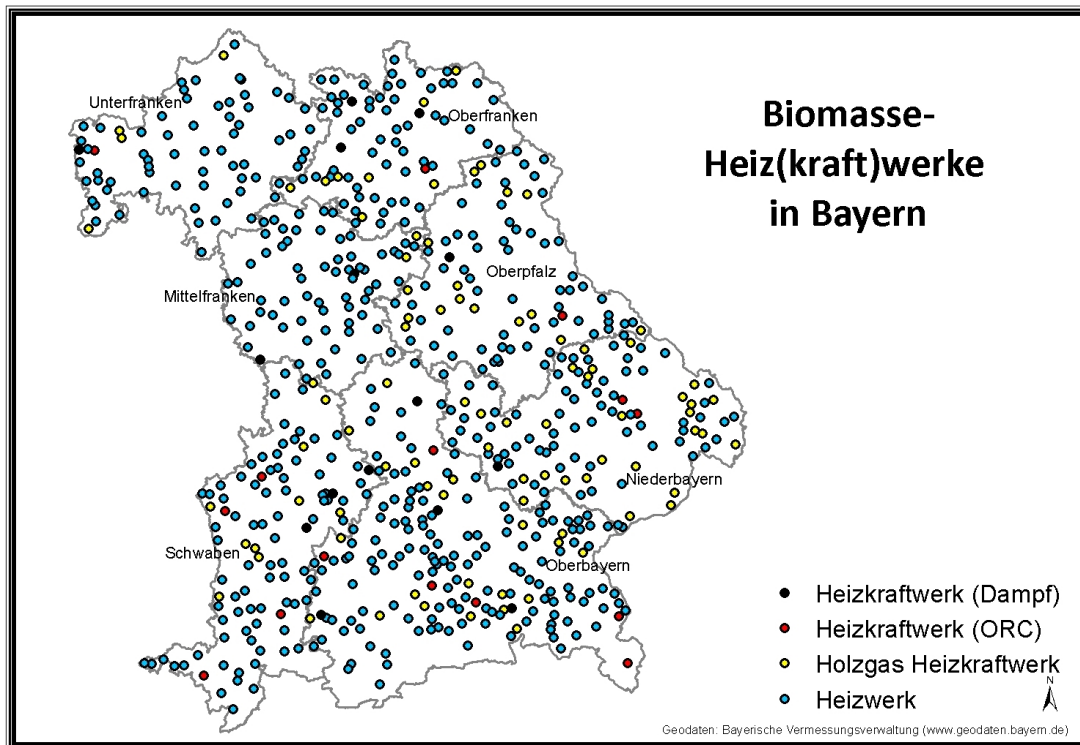 Biomasse-
Heiz(kraft)werke
in Bayern
Unterfranken
Oberfranken
Oberpfalz
Mittelfranken
Niederbayern
Schwaben
Oberbayern
Heizkraftwerk (Dampf)
Heizkraftwerk (ORC)
Holzgas Heizkraftwerk
Heizwerk
N
Geodaten: Bayerische Vermessungsverwaltung (www.geodaten.bayern.de)